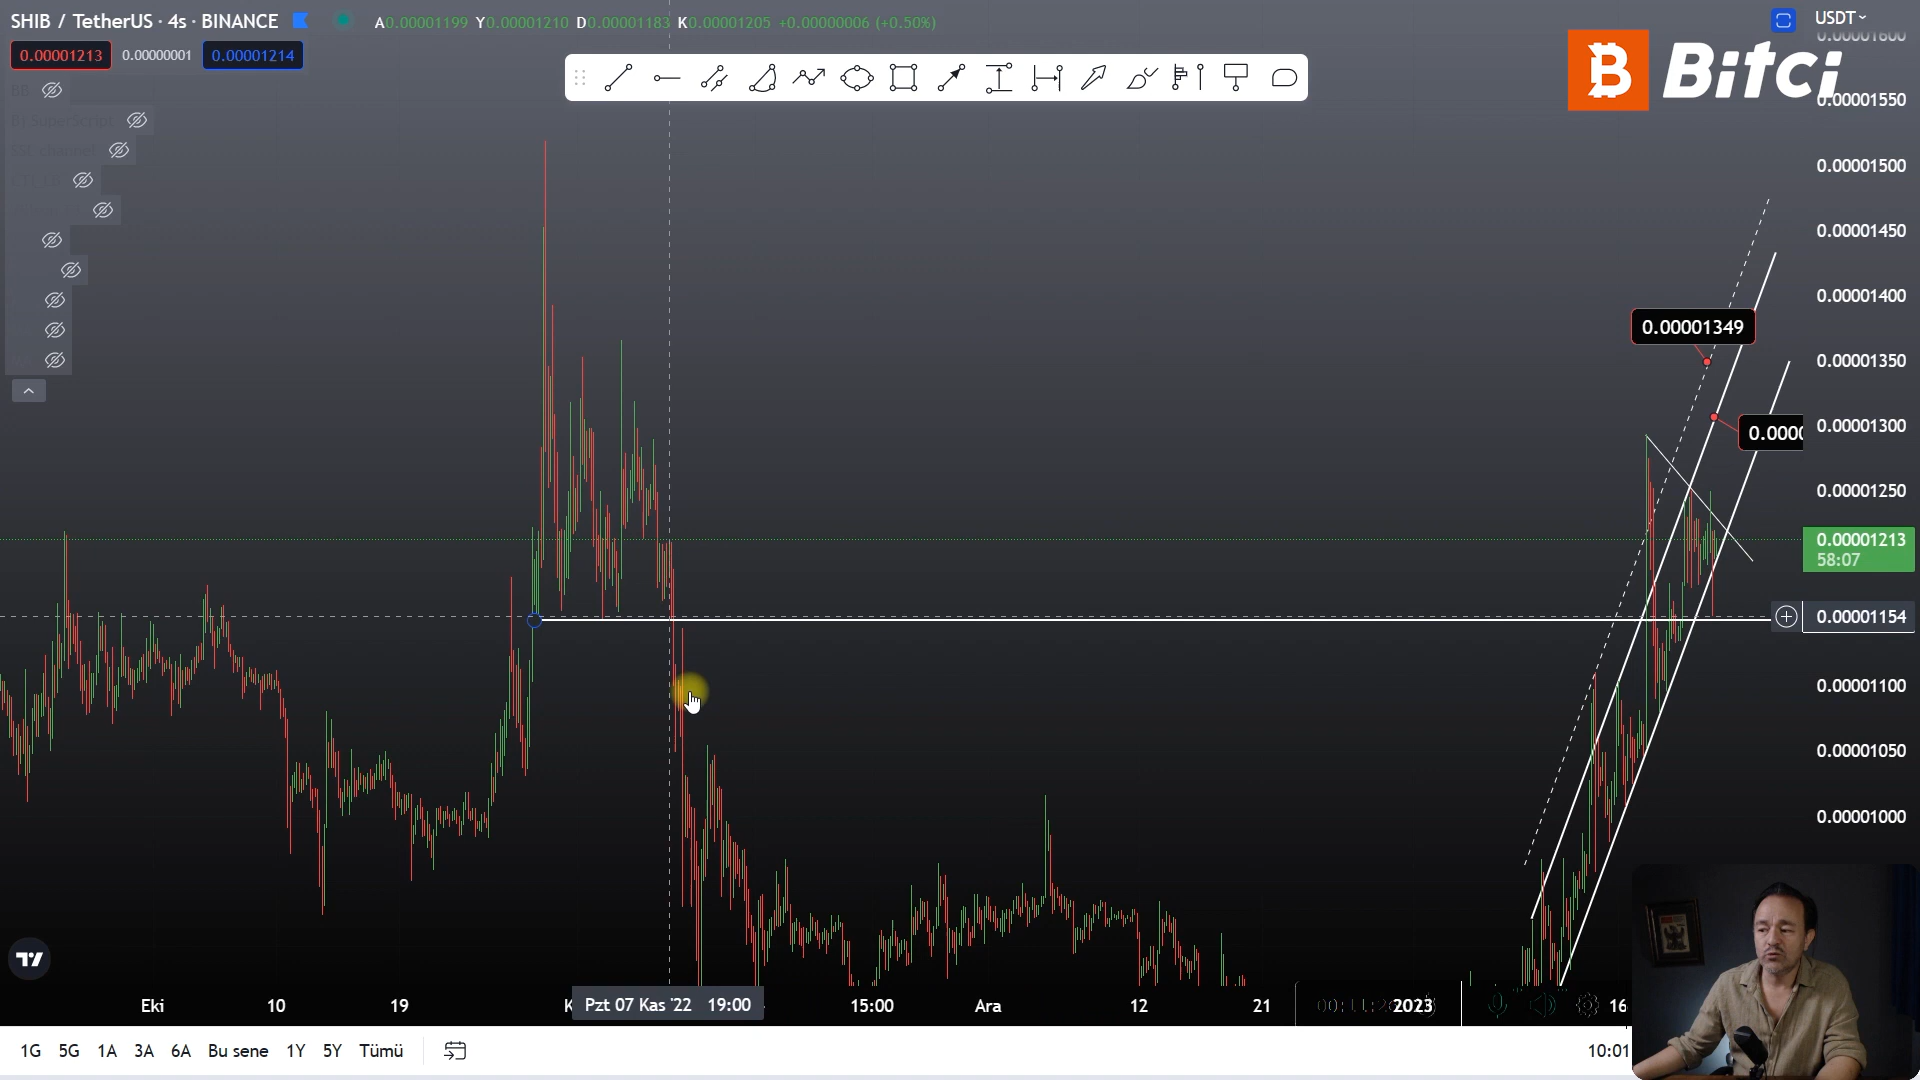 SHIB / TetherUS · 4s · BINANCE
A0.00001199 Y0.00001210 D0.00001183 K0.00001205 +0.00000006 (+0.50%)
USDT
0.00001213
0.00000001
0.00001214
Bitci
0.00001600
0.00001550
0.00001500
0.00001450
0.00001400
0.00001349
0.00001350
0.00001300
0.0000
0.00001250
0.00001213
58:07
0.00001154
0.00001100
0.00001050
0.00001000
Eki
10
19
Pzt 07 Kas '22 19:00
15:00
Ara
12
21
2023
16
1G
5G
1A
3A
6A
Bu sene
1Y
5Y
Tümü
10:01